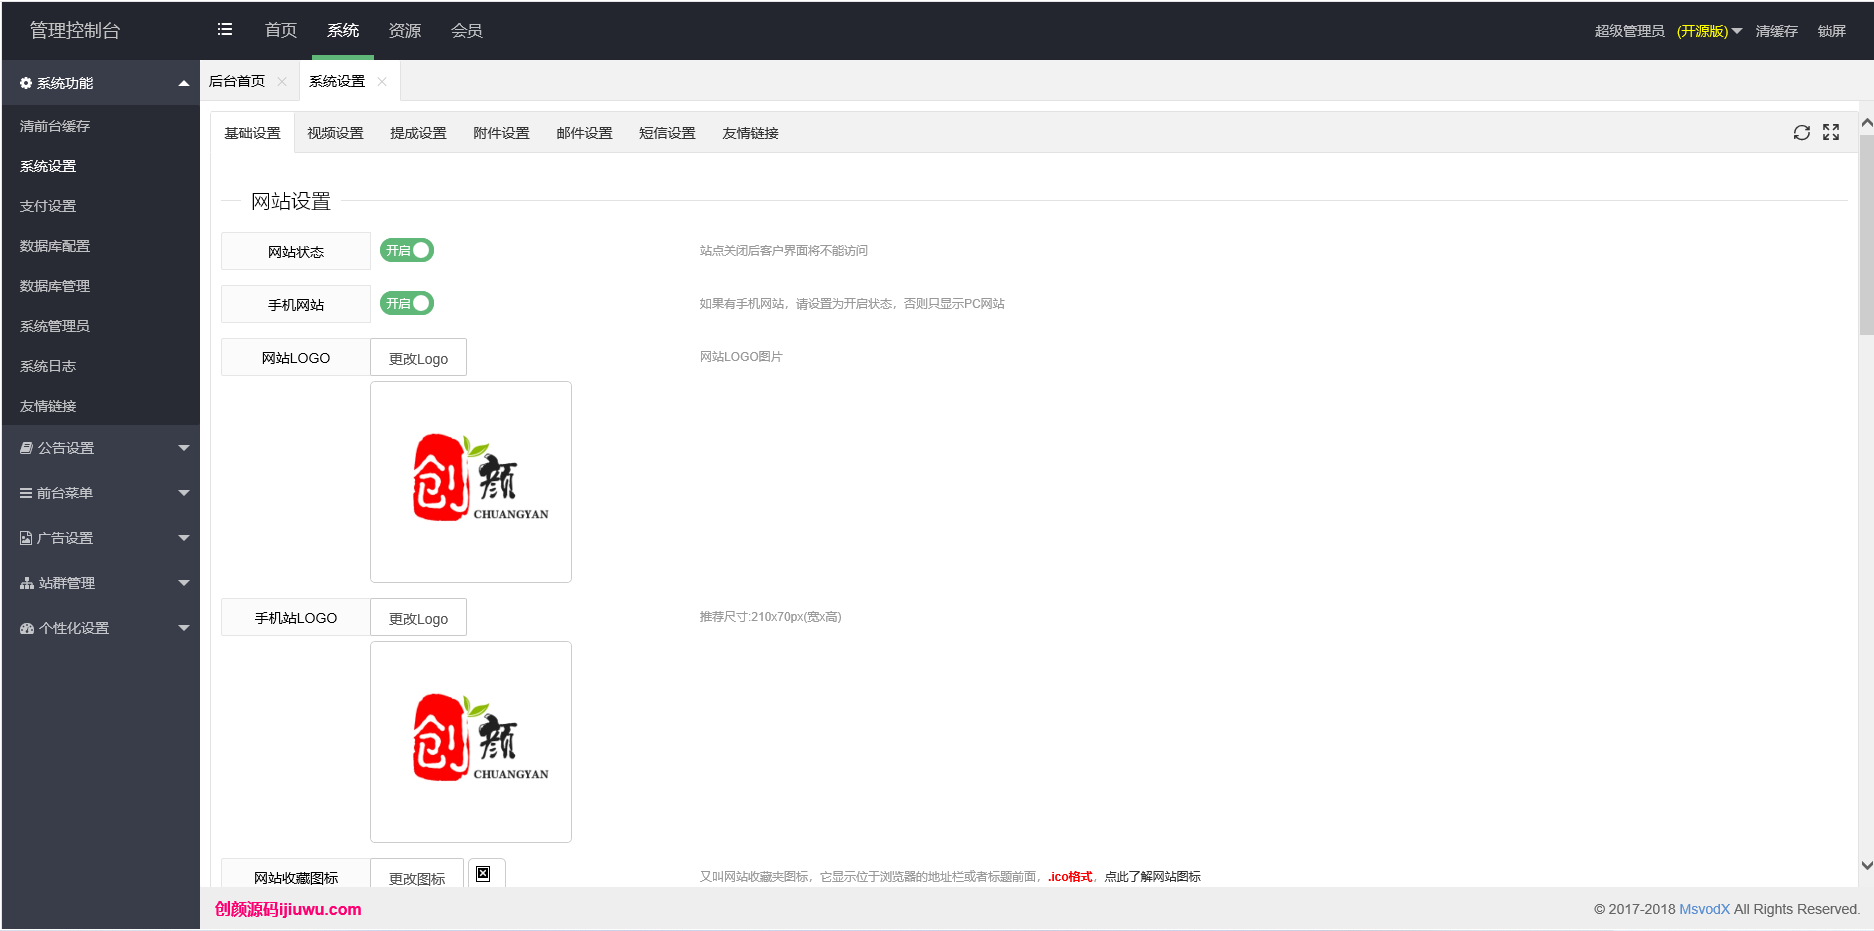 管理控制台
首页 系统 资源 会员
超级管理员 (开源版) 清缓存 锁屏
系统功能
清前台缓存
系统设置
支付设置
数据库配置
数据库管理
系统管理员
系统日志
友情链接
公告设置
前台菜单
广告设置
站群管理
个性化设置
后台首页 系统设置
基础设置 视频设置 提成设置 附件设置 邮件设置 短信设置 友情链接
网站设置
网站状态 开启 站点关闭后客户界面将不能访问
手机网站 开启 如果有手机网站，请设置为开启状态，否则只显示PC网站
网站LOGO 更改Logo 网站LOGO图片
创颜
CHUANGYAN
手机站LOGO 更改Logo 推荐尺寸:210x70px(宽x高)
创颜
CHUANGYAN
网站收藏图标 更改图标 又叫网站收藏夹图标，它显示位于浏览器的地址栏或者标题前面，.ico格式，点此了解网站图标
创颜源码ijiuwu.com
© 2017-2018 MsvodX All Rights Reserved.